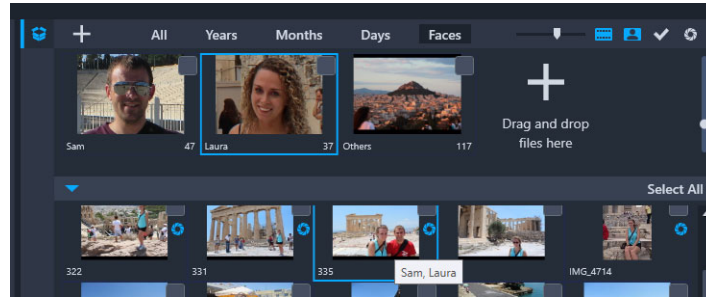 All Years Months Days Faces
Sam 47 Laura 37 Others 117
Drag and drop
files here
Select All
322 331 335 IMG_4714
Sam, Laura